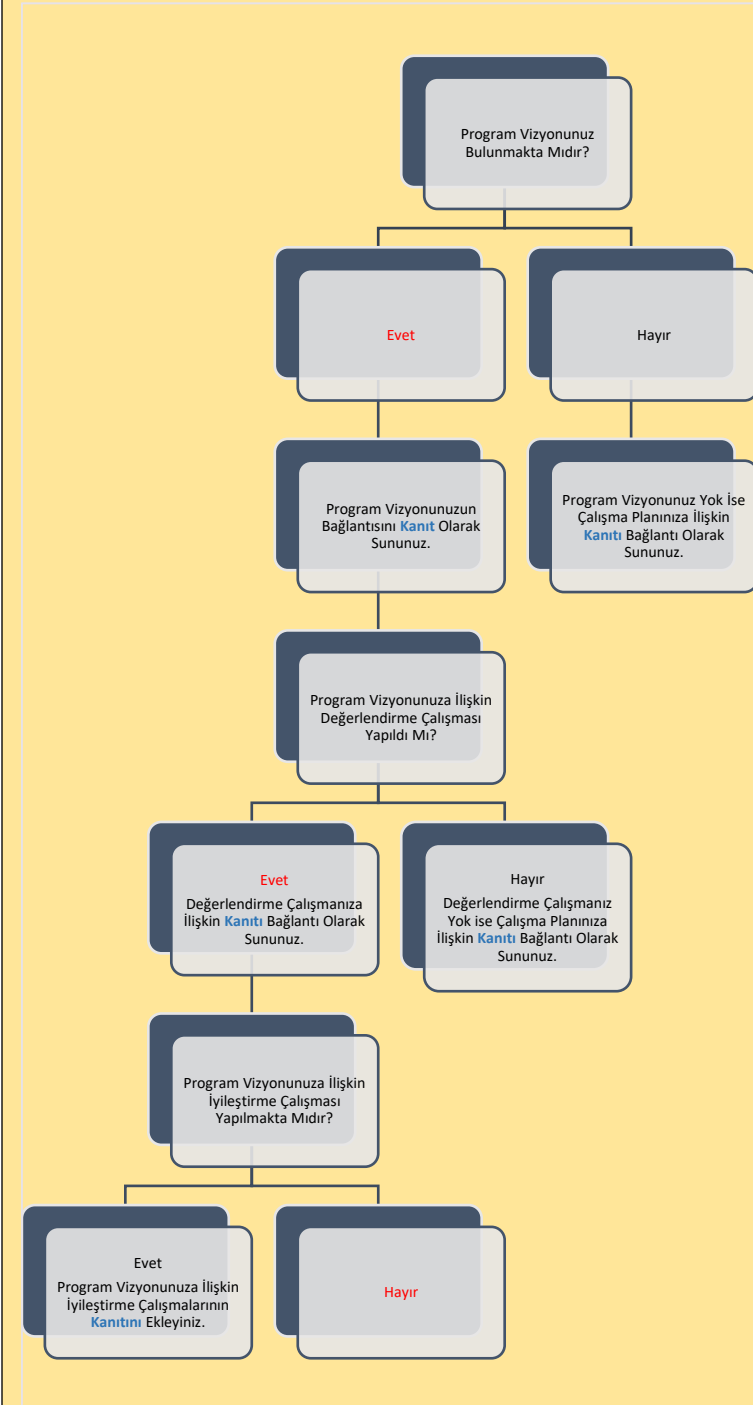 Program Vizyonunuz
Bulunmakta Mıdır?
Evet
Hayır
Program Vizyonunuzun
Bağlantısını Kanıt Olarak
Sununuz.
Program Vizyonunuz Yok İse
Çalışma Planınıza İlişkin
Kanıtı Bağlantı Olarak
Sununuz.
Program Vizyonunuza İlişkin
Değerlendirme Çalışması
Yapıldı Mı?
Evet
Değerlendirme Çalışmanıza
İlişkin Kanıtı Bağlantı Olarak
Sununuz.
Hayır
Değerlendirme Çalışmanız
Yok ise Çalışma Planınıza
İlişkin Kanıtı Bağlantı Olarak
Sununuz.
Program Vizyonunuza İlişkin
İyileştirme Çalışması
Yapılmakta Mıdır?
Evet
Program Vizyonunuza İlişkin
İyileştirme Çalışmalarının
Kanıtını Ekleyiniz.
Hayır